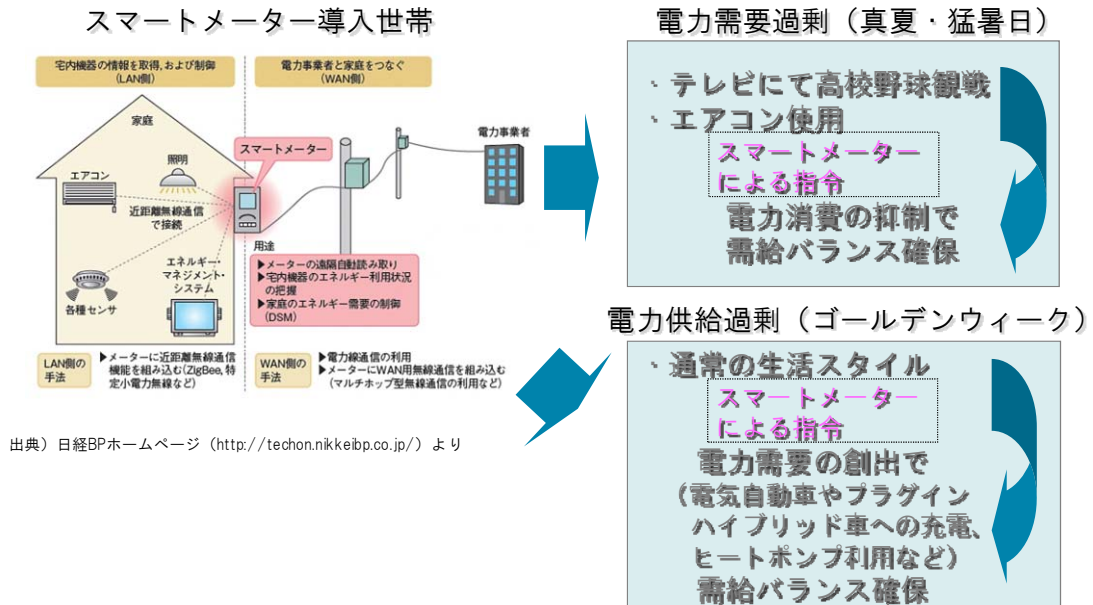 スマートメーター導入世帯
宅内機器の情報を取得、および制御
(LAN側)
電力事業者と家庭をつなぐ
(WAN側)
家庭
照明
エアコン
近距離無線通信
で接続
スマートメーター
電力事業者
エネルギー・
マネジメント・
システム
各種センサ
用途
▶メーターの遠隔自動読み取り
▶宅内機器のエネルギー利用状況
の把握
▶家庭のエネルギー需要の制御
(DSM)
LAN側の
手法
▶メーターに近距離無線通信
機能を組み込む(ZigBee, 特
定小電力無線など)
WAN側の
手法
▶電力線通信の利用
▶メーターにWAN用無線通信を組み込む
(マルチホップ型無線通信の利用など)
出典）日経BPホームページ（http://techon.nikkeibp.co.jp/）より
電力需要過剰（真夏・猛暑日）
・テレビにて高校野球観戦
・エアコン使用
スマートメーター
による指令
電力消費の抑制で
需給バランス確保
電力供給過剰（ゴールデンウィーク）
・通常の生活スタイル
スマートメーター
による指令
電力需要の創出で
（電気自動車やプラグイン
ハイブリッド車への充電、
ヒートポンプ利用など）
需給バランス確保